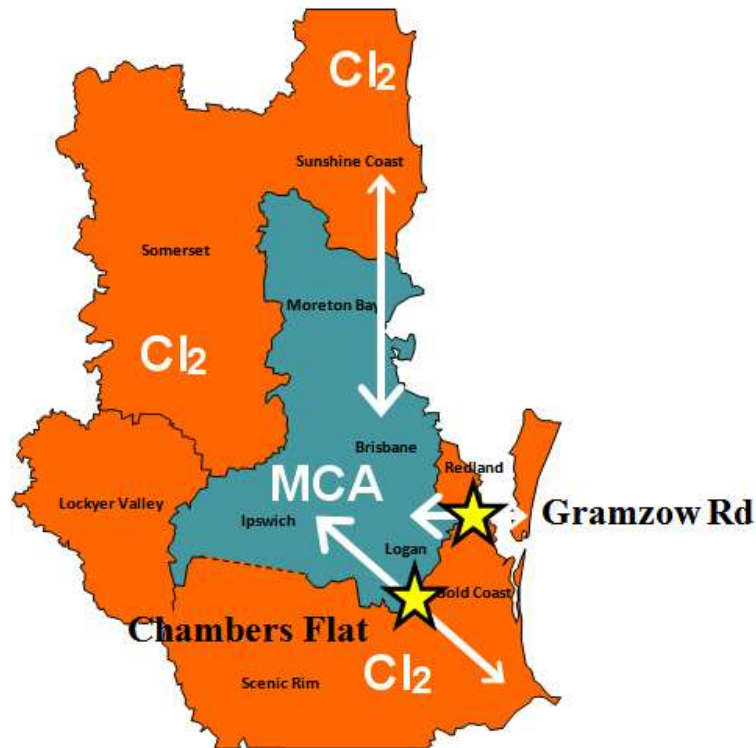 Cl₂
Sunshine Coast
Somerset
Moreton Bay
Cl₂
Brisbane
Redland
Lockyer Valley
MCA
Ipswich
Gramzow Rd
Logan
Gold Coast
Chambers Flat
Cl₂
Scenic Rim